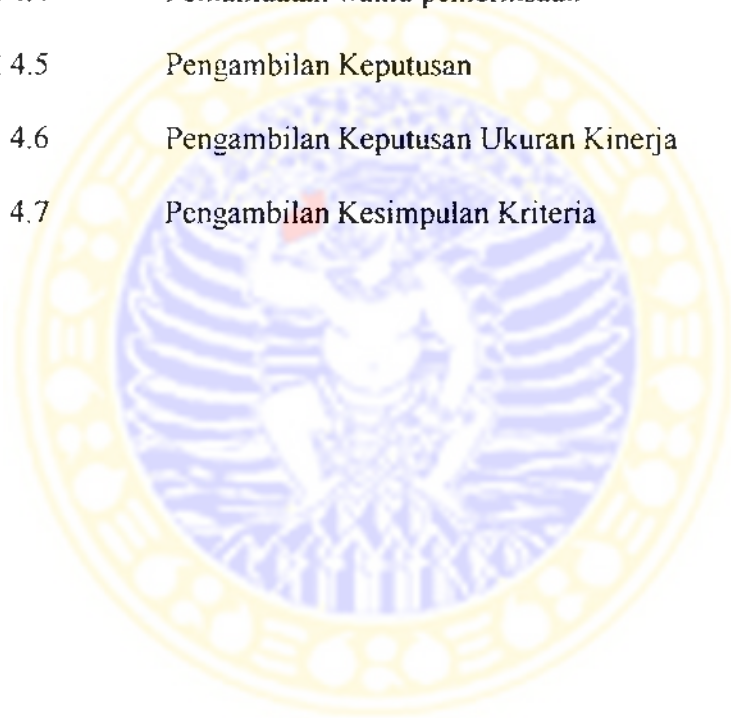 4.5 Pengambilan Keputusan
4.6 Pengambilan Keputusan Ukuran Kinerja
4.7 Pengambilan Kesimpulan Kriteria